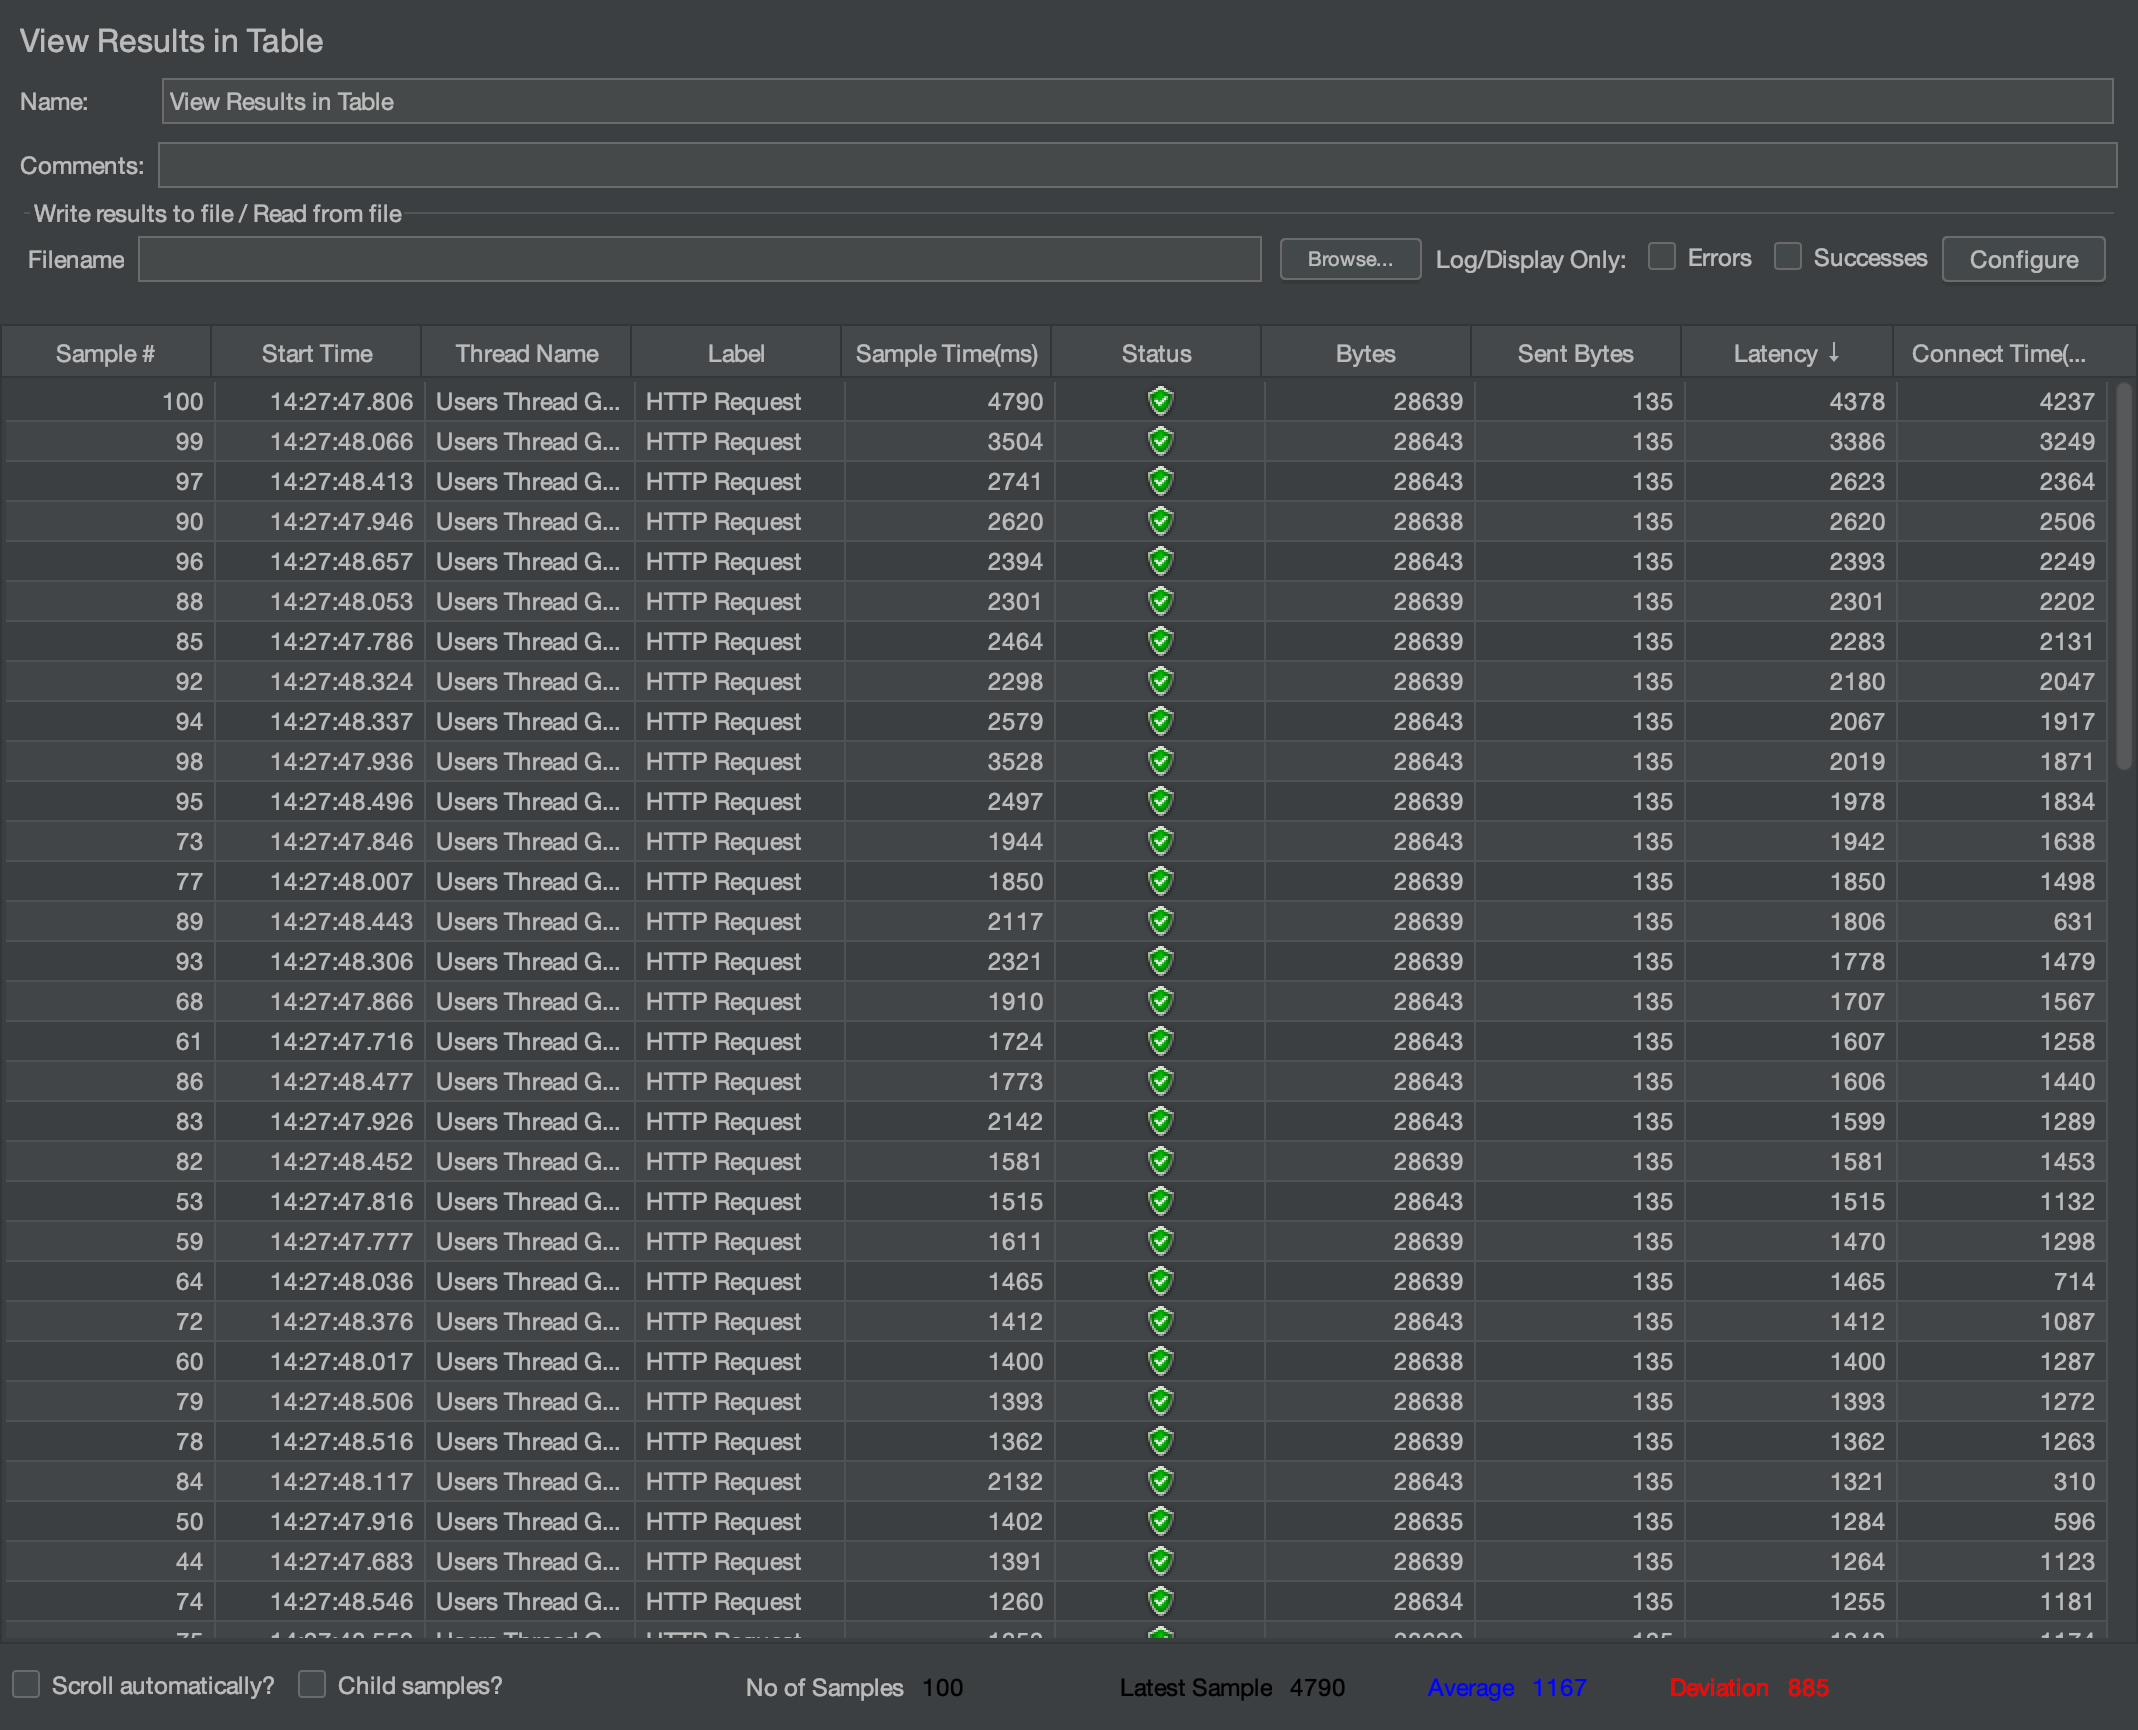 View Results in Table
Name: View Results in Table
Comments:
Write results to file / Read from file
Filename Browse... Log/Display Only: Errors Successes Configure
Sample # Start Time Thread Name Label Sample Time(ms) Status Bytes Sent Bytes Latency ↓ Connect Time(...
100 14:27:47.806 Users Thread G... HTTP Request 4790 28639 135 4378 4237
99 14:27:48.066 Users Thread G... HTTP Request 3504 28643 135 3386 3249
97 14:27:48.413 Users Thread G... HTTP Request 2741 28643 135 2623 2364
90 14:27:47.946 Users Thread G... HTTP Request 2620 28638 135 2620 2506
96 14:27:48.657 Users Thread G... HTTP Request 2394 28643 135 2393 2249
88 14:27:48.053 Users Thread G... HTTP Request 2301 28639 135 2301 2202
85 14:27:47.786 Users Thread G... HTTP Request 2464 28639 135 2283 2131
92 14:27:48.324 Users Thread G... HTTP Request 2298 28639 135 2180 2047
94 14:27:48.337 Users Thread G... HTTP Request 2579 28643 135 2067 1917
98 14:27:47.936 Users Thread G... HTTP Request 3528 28643 135 2019 1871
95 14:27:48.496 Users Thread G... HTTP Request 2497 28639 135 1978 1834
73 14:27:47.846 Users Thread G... HTTP Request 1944 28643 135 1942 1638
77 14:27:48.007 Users Thread G... HTTP Request 1850 28639 135 1850 1498
89 14:27:48.443 Users Thread G... HTTP Request 2117 28639 135 1806 631
93 14:27:48.306 Users Thread G... HTTP Request 2321 28639 135 1778 1479
68 14:27:47.866 Users Thread G... HTTP Request 1910 28643 135 1707 1567
61 14:27:47.716 Users Thread G... HTTP Request 1724 28643 135 1607 1258
86 14:27:48.477 Users Thread G... HTTP Request 1773 28643 135 1606 1440
83 14:27:47.926 Users Thread G... HTTP Request 2142 28643 135 1599 1289
82 14:27:48.452 Users Thread G... HTTP Request 1581 28639 135 1581 1453
53 14:27:47.816 Users Thread G... HTTP Request 1515 28643 135 1515 1132
59 14:27:47.777 Users Thread G... HTTP Request 1611 28639 135 1470 1298
64 14:27:48.036 Users Thread G... HTTP Request 1465 28639 135 1465 714
72 14:27:48.376 Users Thread G... HTTP Request 1412 28643 135 1412 1087
60 14:27:48.017 Users Thread G... HTTP Request 1400 28638 135 1400 1287
79 14:27:48.506 Users Thread G... HTTP Request 1393 28638 135 1393 1272
78 14:27:48.516 Users Thread G... HTTP Request 1362 28639 135 1362 1263
84 14:27:48.117 Users Thread G... HTTP Request 2132 28643 135 1321 310
50 14:27:47.916 Users Thread G... HTTP Request 1402 28635 135 1284 596
44 14:27:47.683 Users Thread G... HTTP Request 1391 28639 135 1264 1123
74 14:27:48.546 Users Thread G... HTTP Request 1260 28634 135 1255 1181
Scroll automatically? Child samples? No of Samples 100 Latest Sample 4790 Average 1167 Deviation 885